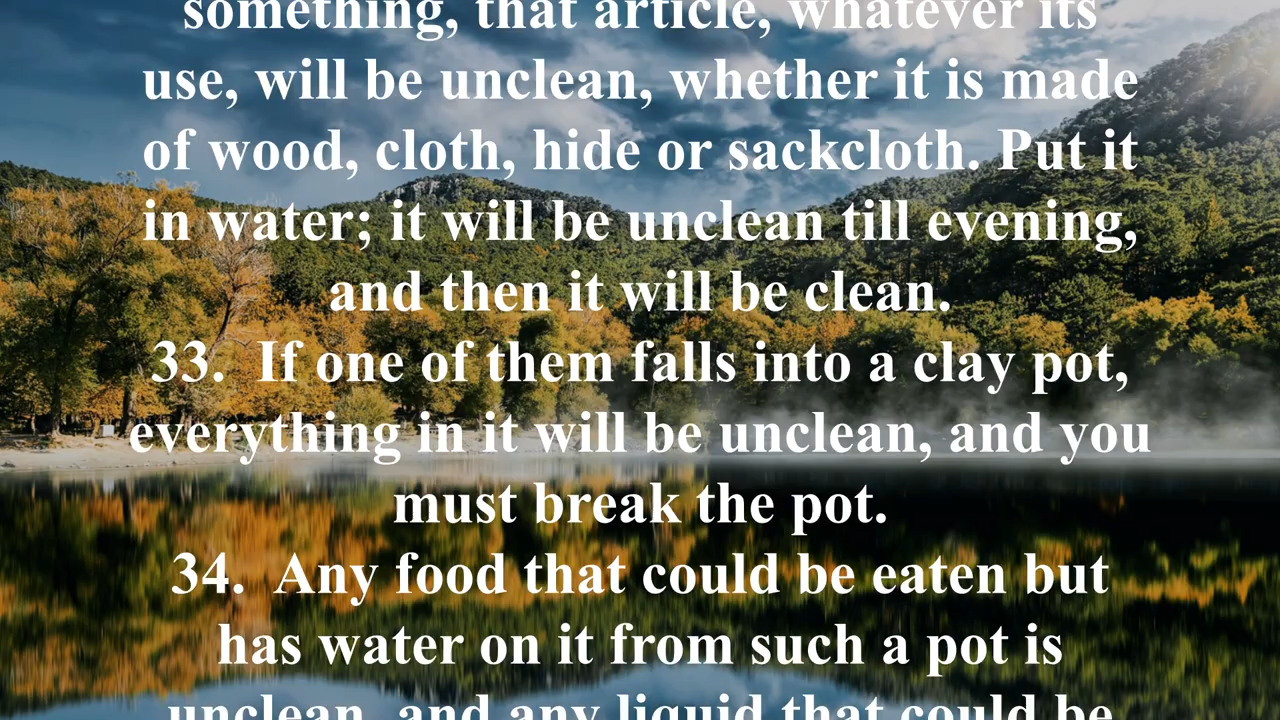 something, that article, whatever its
use, will be unclean, whether it is made
of wood, cloth, hide or sackcloth. Put it
in water; it will be unclean till evening,
and then it will be clean.
33. If one of them falls into a clay pot,
everything in it will be unclean, and you
must break the pot.
34. Any food that could be eaten but
has water on it from such a pot is
unclean, and any liquid that could be